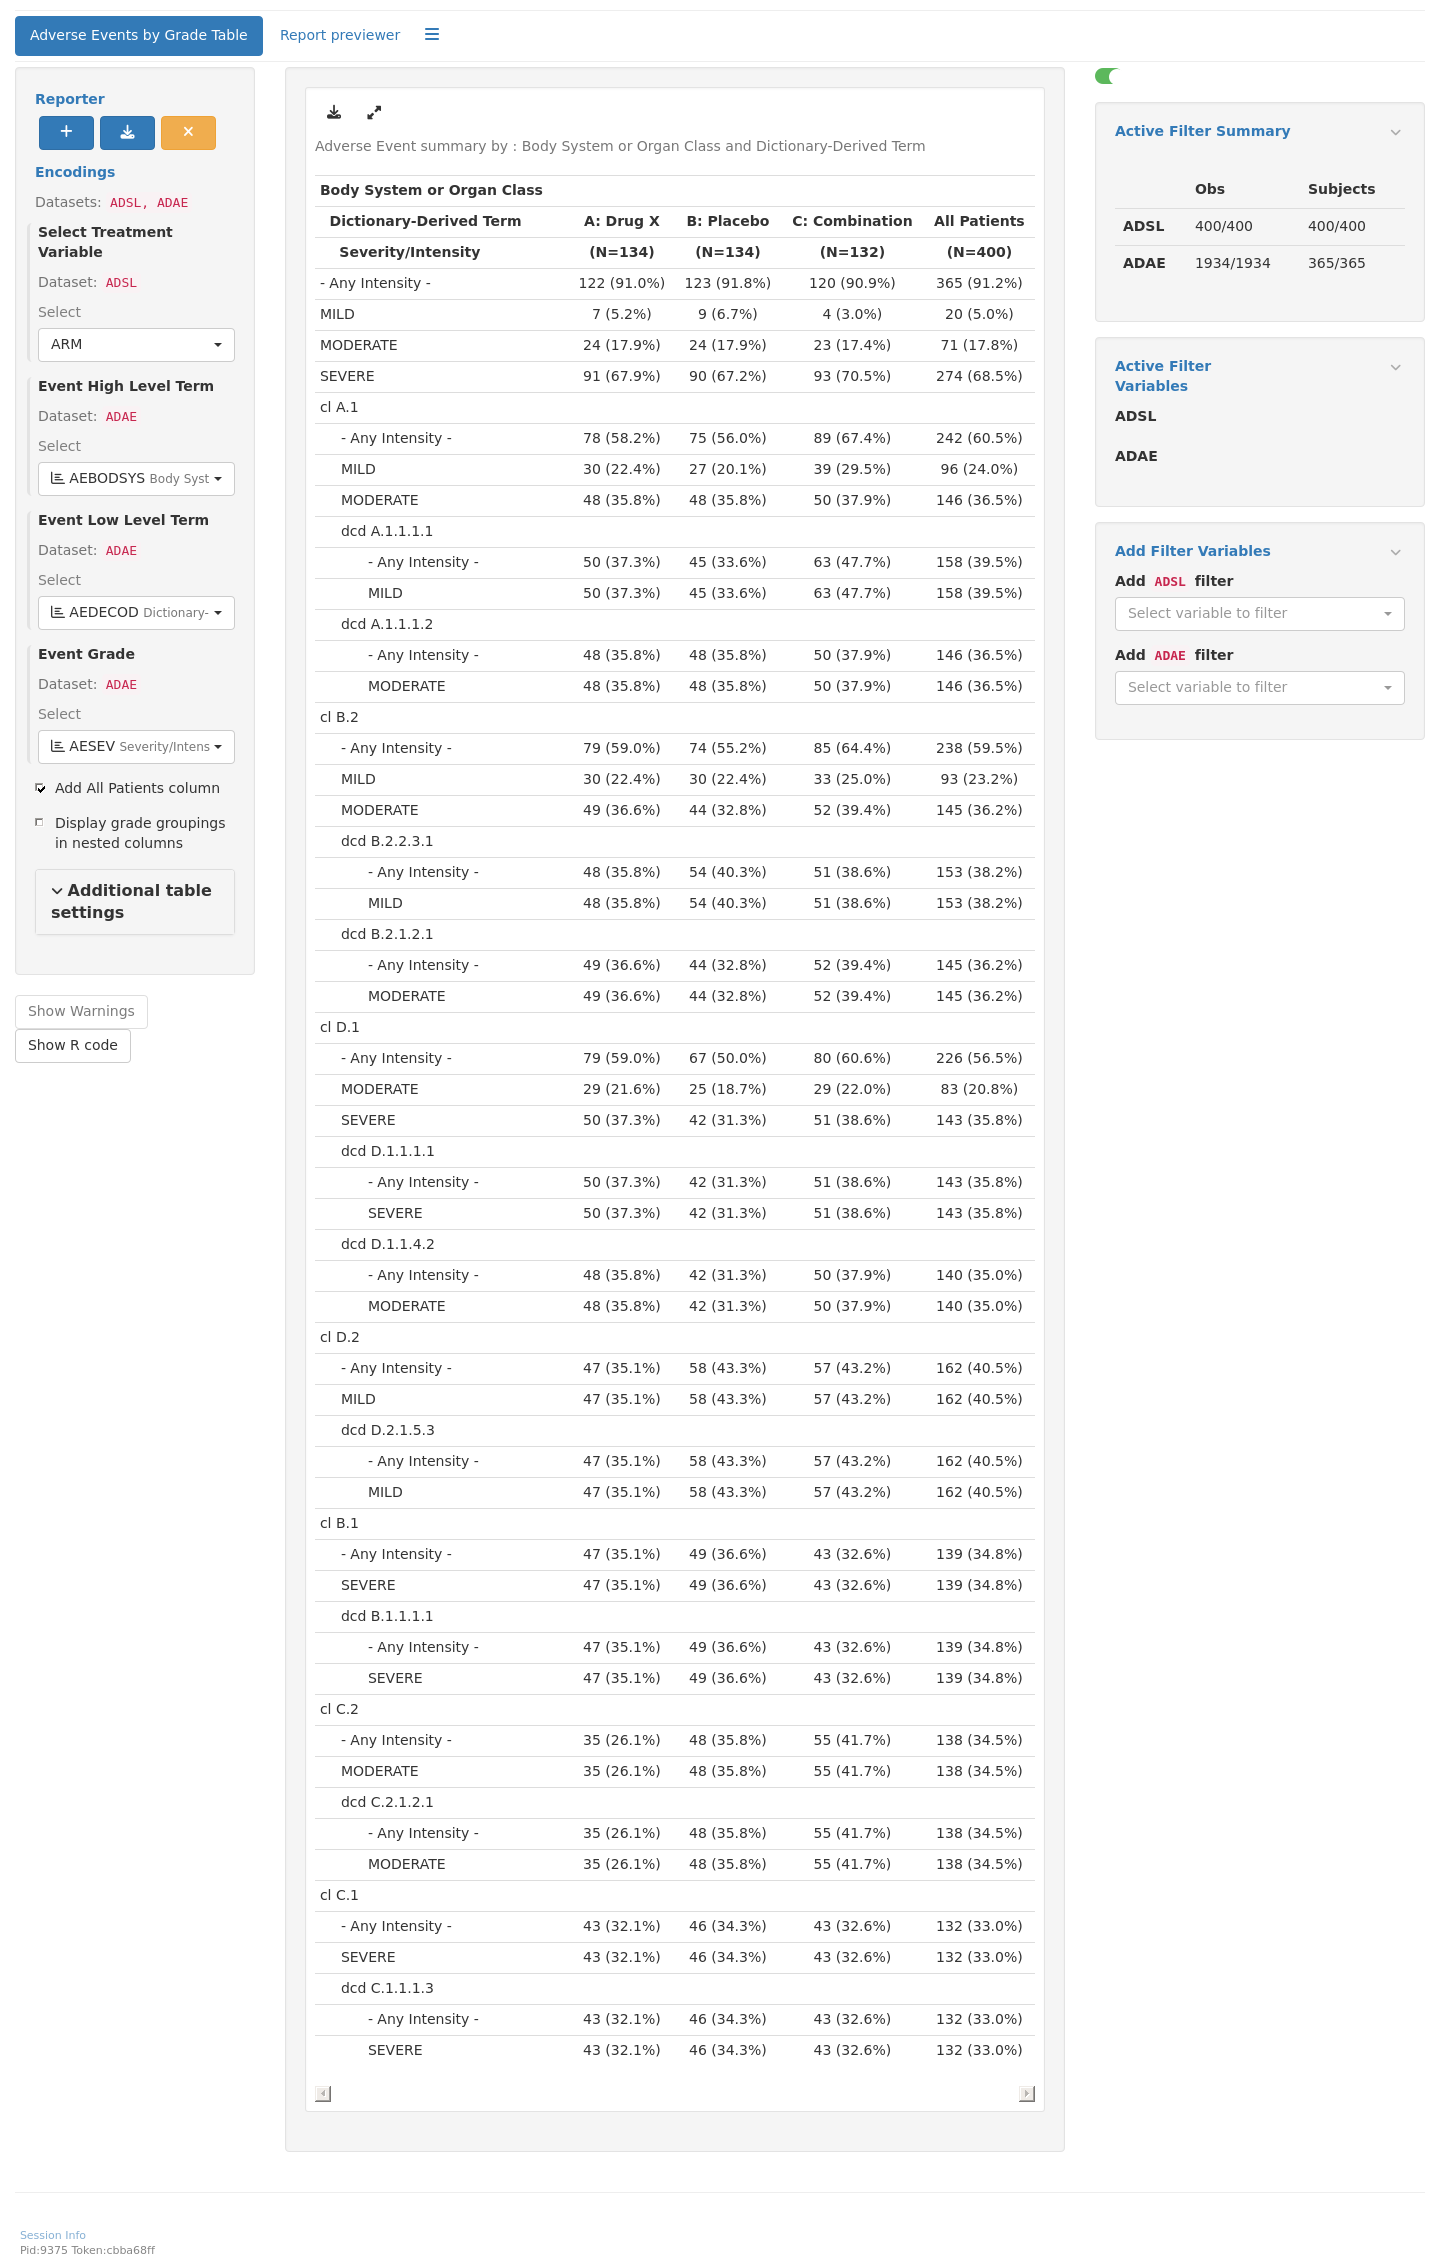 Adverse Events by Grade Table
Report previewer
Reporter
Encodings
Datasets: ADSL, ADAE
Select Treatment
Variable
Dataset: ADSL
Select
ARM
Event High Level Term
Dataset: ADAE
Select
AEBODSYS Body Syst
Event Low Level Term
Dataset: ADAE
Select
AEDECOD Dictionary-
Event Grade
Dataset: ADAE
Select
AESEV Severity/Intens
Add All Patients column
Display grade groupings
in nested columns
Additional table
settings
Show Warnings
Show R code
Adverse Event summary by : Body System or Organ Class and Dictionary-Derived Term
Body System or Organ Class
Dictionary-Derived Term A: Drug X B: Placebo C: Combination All Patients
Severity/Intensity (N=134) (N=134) (N=132) (N=400)
- Any Intensity - 122 (91.0%) 123 (91.8%) 120 (90.9%) 365 (91.2%)
MILD 7 (5.2%) 9 (6.7%) 4 (3.0%) 20 (5.0%)
MODERATE 24 (17.9%) 24 (17.9%) 23 (17.4%) 71 (17.8%)
SEVERE 91 (67.9%) 90 (67.2%) 93 (70.5%) 274 (68.5%)
cl A.1
- Any Intensity - 78 (58.2%) 75 (56.0%) 89 (67.4%) 242 (60.5%)
MILD 30 (22.4%) 27 (20.1%) 39 (29.5%) 96 (24.0%)
MODERATE 48 (35.8%) 48 (35.8%) 50 (37.9%) 146 (36.5%)
dcd A.1.1.1.1
- Any Intensity - 50 (37.3%) 45 (33.6%) 63 (47.7%) 158 (39.5%)
MILD 50 (37.3%) 45 (33.6%) 63 (47.7%) 158 (39.5%)
dcd A.1.1.1.2
- Any Intensity - 48 (35.8%) 48 (35.8%) 50 (37.9%) 146 (36.5%)
MODERATE 48 (35.8%) 48 (35.8%) 50 (37.9%) 146 (36.5%)
cl B.2
- Any Intensity - 79 (59.0%) 74 (55.2%) 85 (64.4%) 238 (59.5%)
MILD 30 (22.4%) 30 (22.4%) 33 (25.0%) 93 (23.2%)
MODERATE 49 (36.6%) 44 (32.8%) 52 (39.4%) 145 (36.2%)
dcd B.2.2.3.1
- Any Intensity - 48 (35.8%) 54 (40.3%) 51 (38.6%) 153 (38.2%)
MILD 48 (35.8%) 54 (40.3%) 51 (38.6%) 153 (38.2%)
dcd B.2.1.2.1
- Any Intensity - 49 (36.6%) 44 (32.8%) 52 (39.4%) 145 (36.2%)
MODERATE 49 (36.6%) 44 (32.8%) 52 (39.4%) 145 (36.2%)
cl D.1
- Any Intensity - 79 (59.0%) 67 (50.0%) 80 (60.6%) 226 (56.5%)
MODERATE 29 (21.6%) 25 (18.7%) 29 (22.0%) 83 (20.8%)
SEVERE 50 (37.3%) 42 (31.3%) 51 (38.6%) 143 (35.8%)
dcd D.1.1.1.1
- Any Intensity - 50 (37.3%) 42 (31.3%) 51 (38.6%) 143 (35.8%)
SEVERE 50 (37.3%) 42 (31.3%) 51 (38.6%) 143 (35.8%)
dcd D.1.1.4.2
- Any Intensity - 48 (35.8%) 42 (31.3%) 50 (37.9%) 140 (35.0%)
MODERATE 48 (35.8%) 42 (31.3%) 50 (37.9%) 140 (35.0%)
cl D.2
- Any Intensity - 47 (35.1%) 58 (43.3%) 57 (43.2%) 162 (40.5%)
MILD 47 (35.1%) 58 (43.3%) 57 (43.2%) 162 (40.5%)
dcd D.2.1.5.3
- Any Intensity - 47 (35.1%) 58 (43.3%) 57 (43.2%) 162 (40.5%)
MILD 47 (35.1%) 58 (43.3%) 57 (43.2%) 162 (40.5%)
cl B.1
- Any Intensity - 47 (35.1%) 49 (36.6%) 43 (32.6%) 139 (34.8%)
SEVERE 47 (35.1%) 49 (36.6%) 43 (32.6%) 139 (34.8%)
dcd B.1.1.1.1
- Any Intensity - 47 (35.1%) 49 (36.6%) 43 (32.6%) 139 (34.8%)
SEVERE 47 (35.1%) 49 (36.6%) 43 (32.6%) 139 (34.8%)
cl C.2
- Any Intensity - 35 (26.1%) 48 (35.8%) 55 (41.7%) 138 (34.5%)
MODERATE 35 (26.1%) 48 (35.8%) 55 (41.7%) 138 (34.5%)
dcd C.2.1.2.1
- Any Intensity - 35 (26.1%) 48 (35.8%) 55 (41.7%) 138 (34.5%)
MODERATE 35 (26.1%) 48 (35.8%) 55 (41.7%) 138 (34.5%)
cl C.1
- Any Intensity - 43 (32.1%) 46 (34.3%) 43 (32.6%) 132 (33.0%)
SEVERE 43 (32.1%) 46 (34.3%) 43 (32.6%) 132 (33.0%)
dcd C.1.1.1.3
- Any Intensity - 43 (32.1%) 46 (34.3%) 43 (32.6%) 132 (33.0%)
SEVERE 43 (32.1%) 46 (34.3%) 43 (32.6%) 132 (33.0%)
Active Filter Summary
Obs Subjects
ADSL 400/400 400/400
ADAE 1934/1934 365/365
Active Filter
Variables
ADSL
ADAE
Add Filter Variables
Add ADSL filter
Select variable to filter
Add ADAE filter
Select variable to filter
Session Info
Pid:9375 Token:cbba68ff